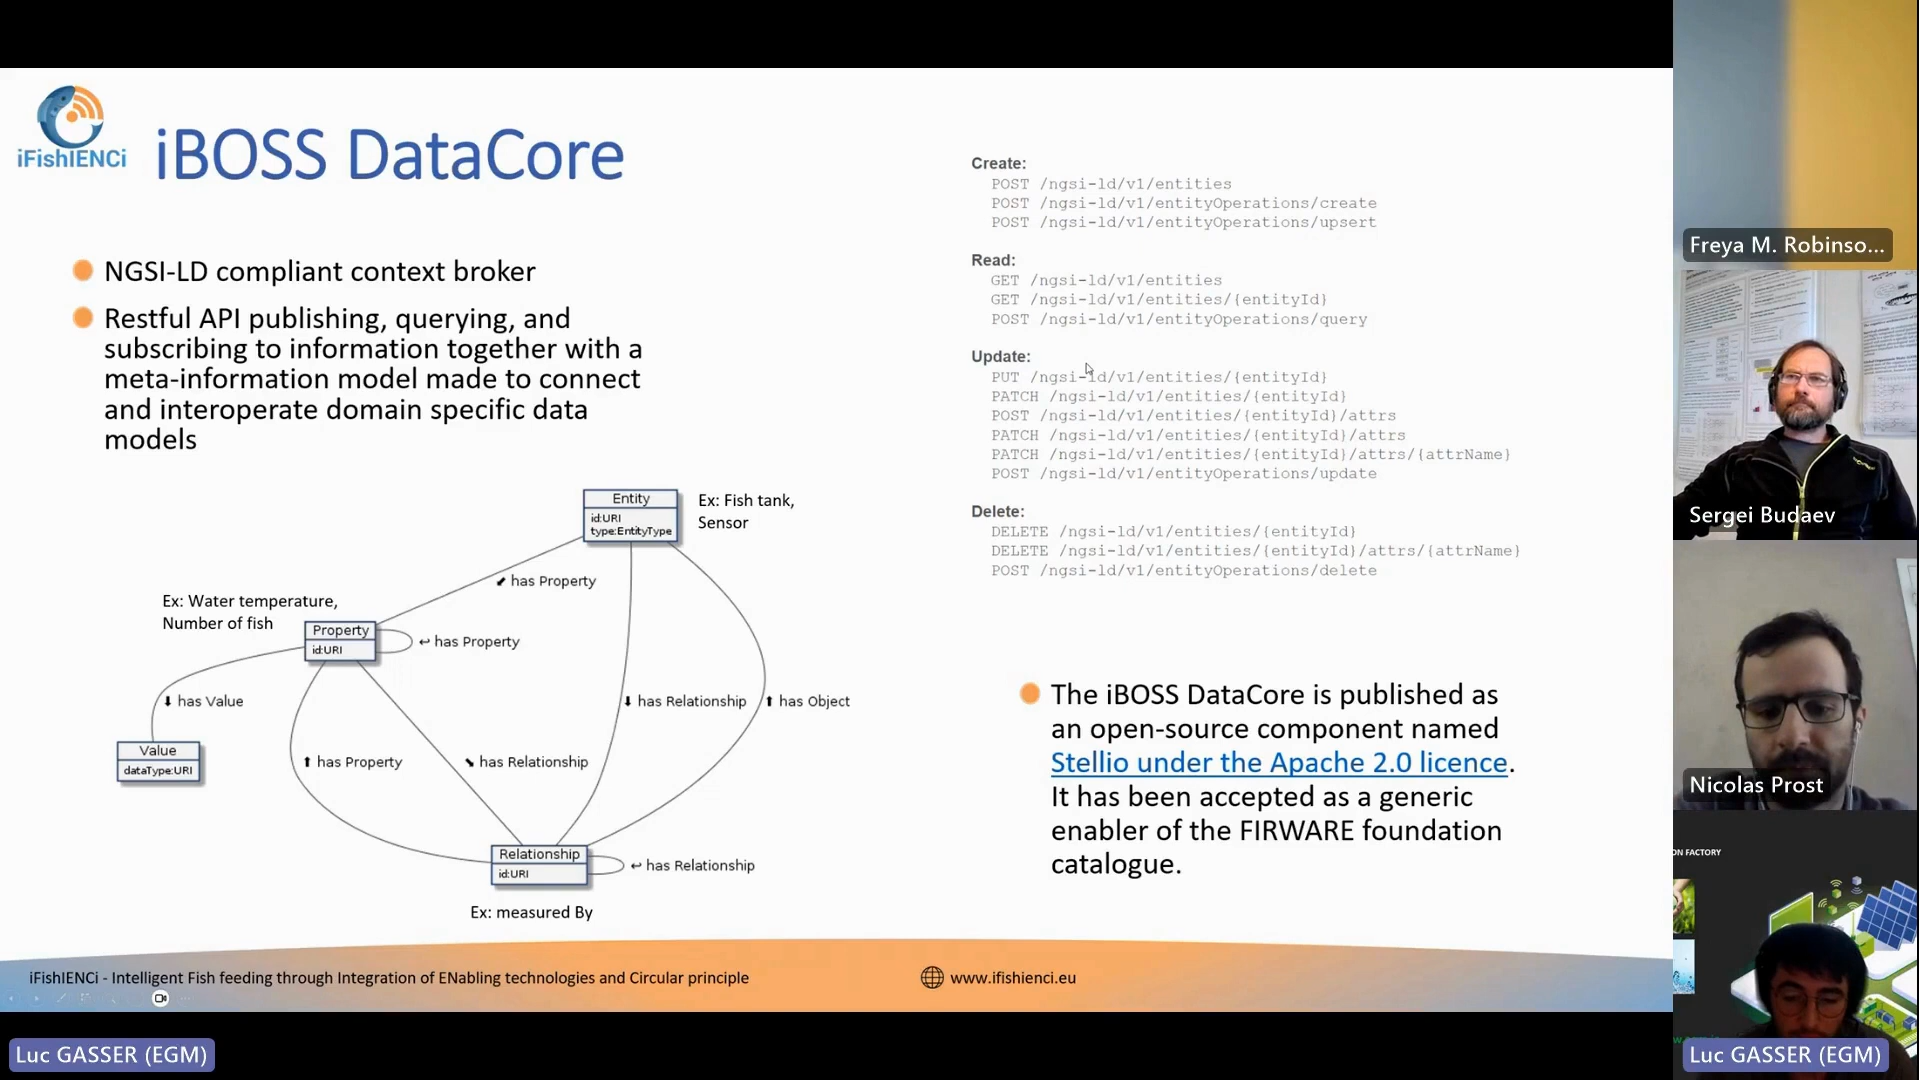 iFishIENCi
iBOSS DataCore
NGSI-LD compliant context broker
Restful API publishing, querying, and
subscribing to information together with a
meta-information model made to connect
and interoperate domain specific data
models
Entity
id:URI
type:EntityType
Ex: Fish tank,
Sensor
⬋ has Property
Ex: Water temperature,
Number of fish
Property
id:URI
↩ has Property
⬇ has Value
⬇ has Relationship
⬆ has Object
Value
dataType:URI
⬆ has Property
⬊ has Relationship
Relationship
id:URI
↩ has Relationship
Ex: measured By
Create:
POST /ngsi-ld/v1/entities
POST /ngsi-ld/v1/entityOperations/create
POST /ngsi-ld/v1/entityOperations/upsert
Read:
GET /ngsi-ld/v1/entities
GET /ngsi-ld/v1/entities/{entityId}
POST /ngsi-ld/v1/entityOperations/query
Update:
PUT /ngsi-ld/v1/entities/{entityId}
PATCH /ngsi-ld/v1/entities/{entityId}
POST /ngsi-ld/v1/entities/{entityId}/attrs
PATCH /ngsi-ld/v1/entities/{entityId}/attrs
PATCH /ngsi-ld/v1/entities/{entityId}/attrs/{attrName}
POST /ngsi-ld/v1/entityOperations/update
Delete:
DELETE /ngsi-ld/v1/entities/{entityId}
DELETE /ngsi-ld/v1/entities/{entityId}/attrs/{attrName}
POST /ngsi-ld/v1/entityOperations/delete
The iBOSS DataCore is published as
an open-source component named
Stellio under the Apache 2.0 licence.
It has been accepted as a generic
enabler of the FIRWARE foundation
catalogue.
iFishIENCi - Intelligent Fish feeding through Integration of ENabling technologies and Circular principle
www.ifishienci.eu
Luc GASSER (EGM)
Freya M. Robinso...
Sergei Budaev
Nicolas Prost
ON FACTORY
Luc GASSER (EGM)